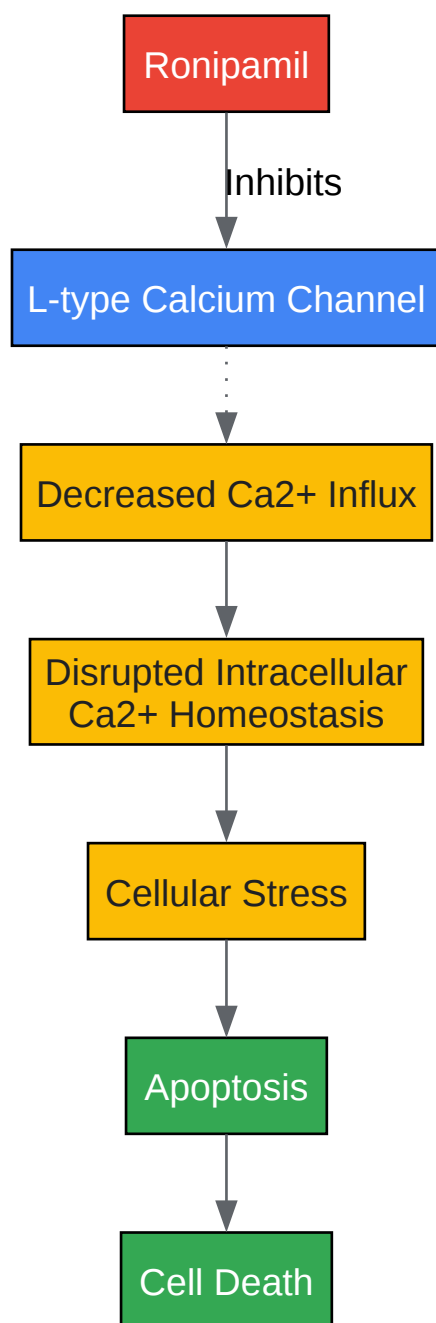 Ronipamil
Inhibits
L-type Calcium Channel
Decreased Ca2+ Influx
Disrupted Intracellular
Ca2+ Homeostasis
Cellular Stress
Apoptosis
Cell Death